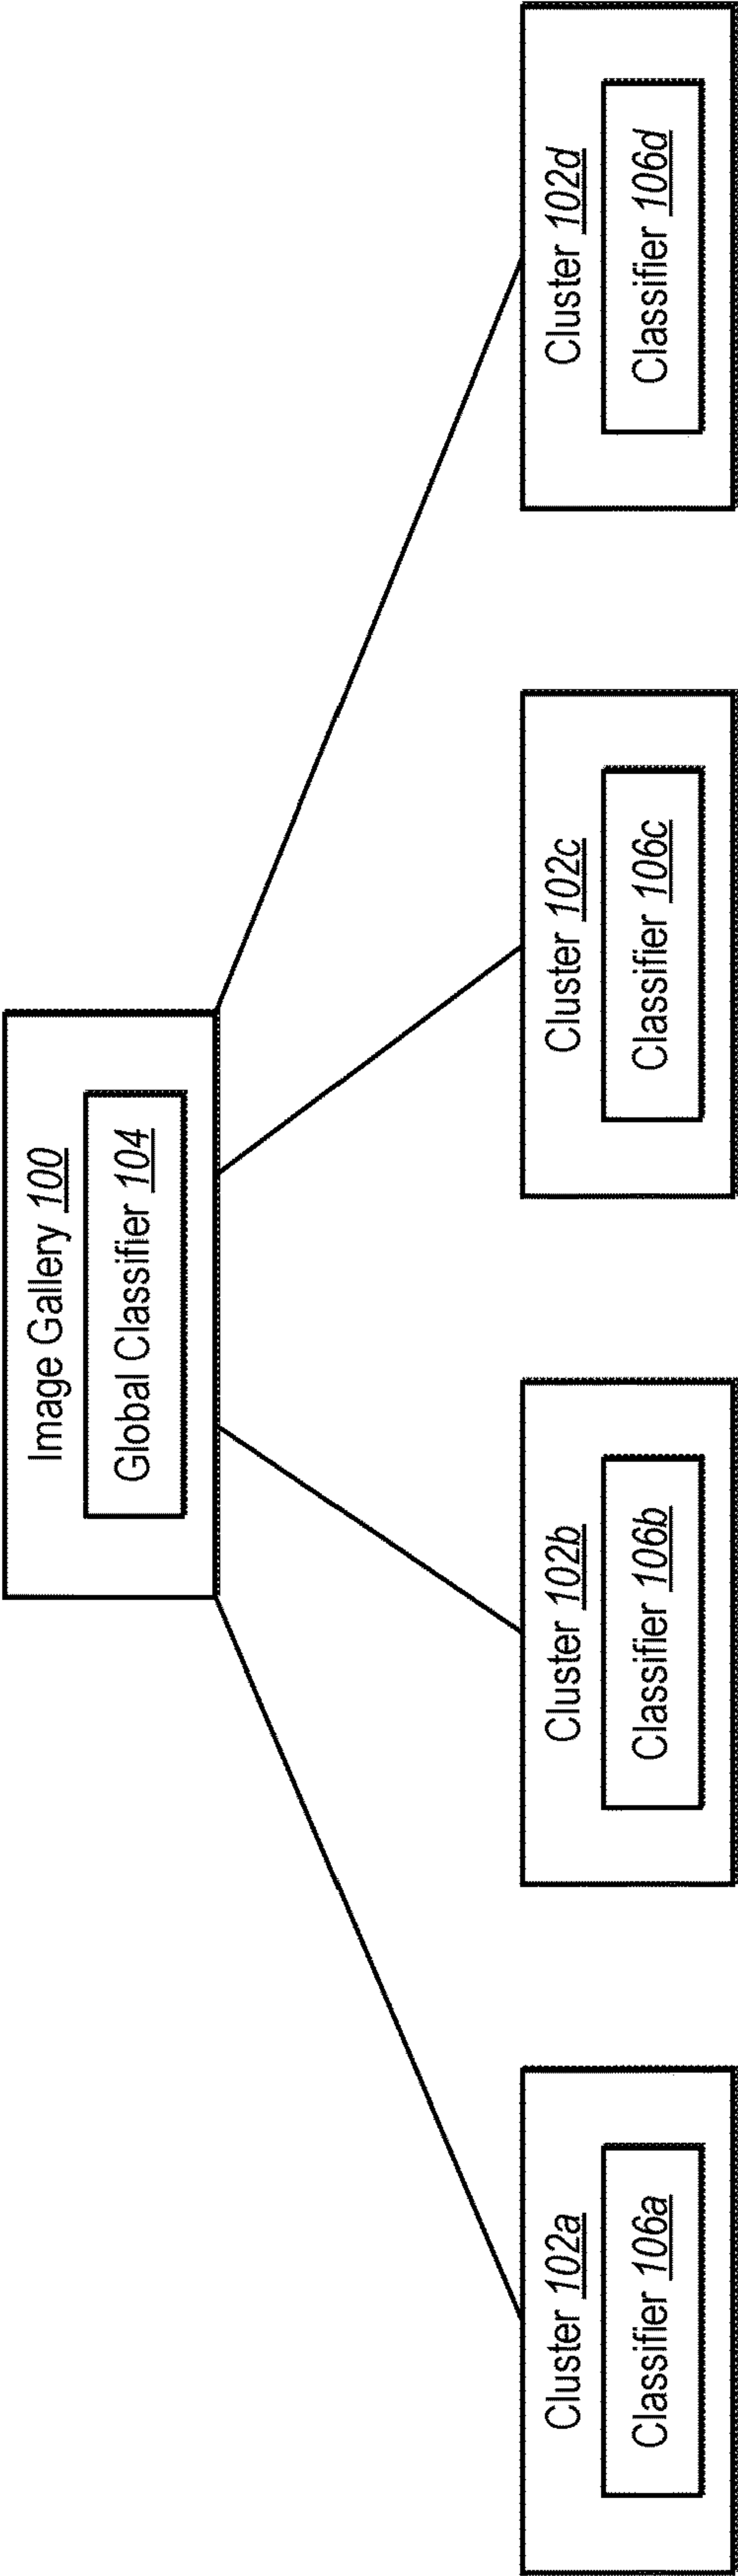 Image Gallery 100
Global Classifier 104
Cluster 102a
Classifier 106a
Cluster 102b
Classifier 106b
Cluster 102c
Classifier 106c
Cluster 102d
Classifier 106d